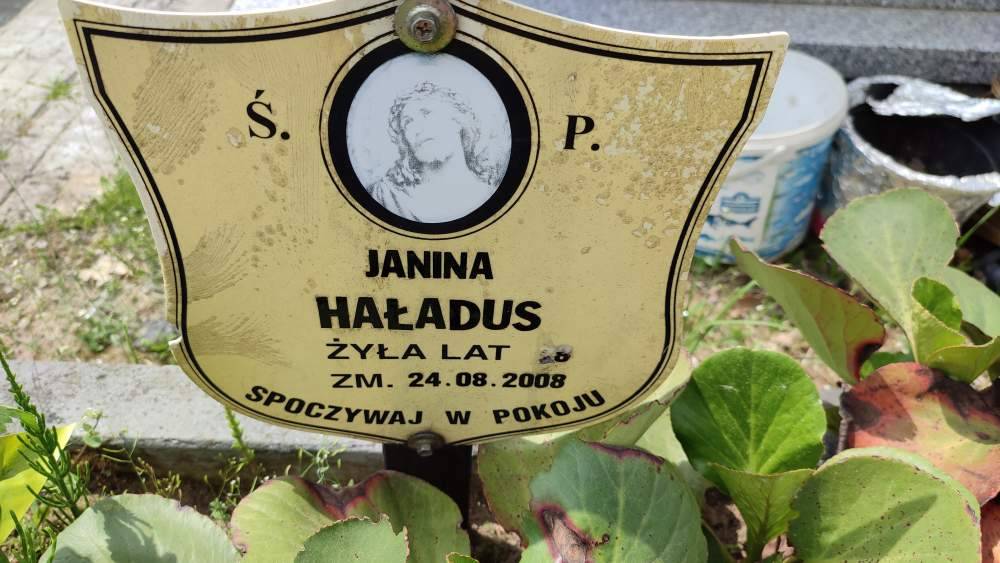 Ś. P.
JANINA
HAŁADUS
ŻYŁA LAT
ZM. 24.08.2008
SPOCZYWAJ W POKOJU